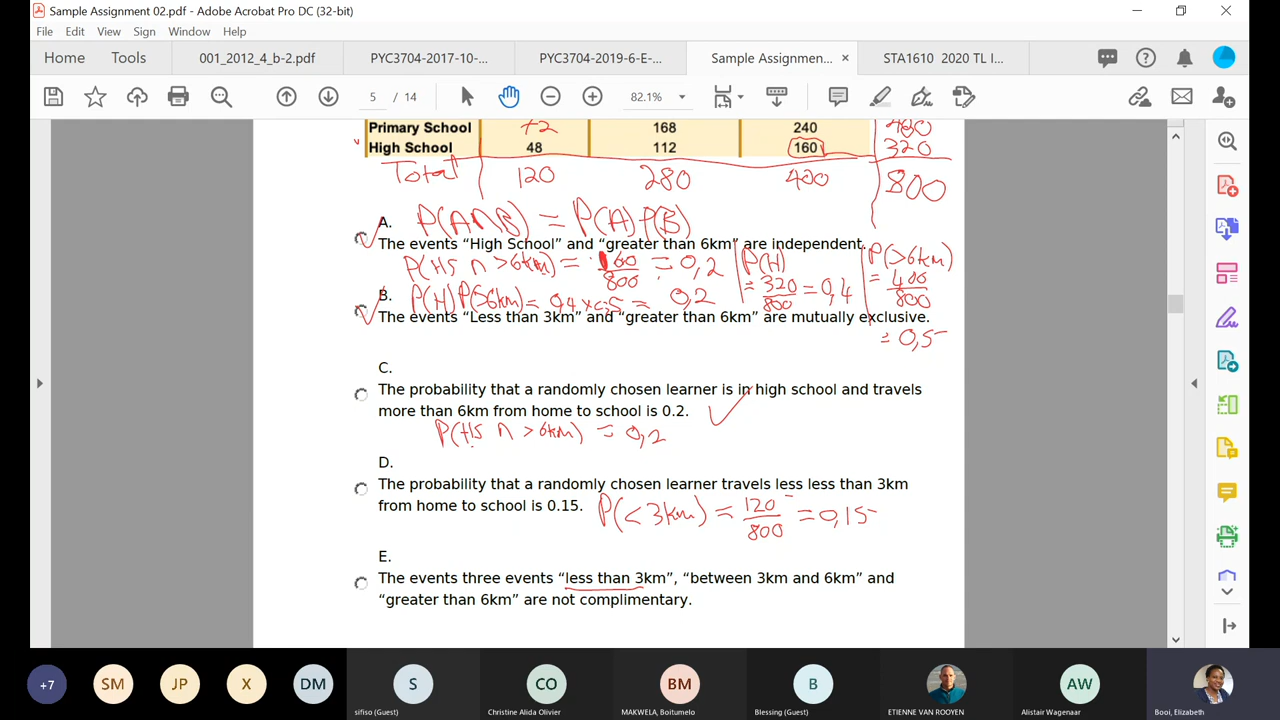 Sample Assignment 02.pdf - Adobe Acrobat Pro DC (32-bit)
File Edit View Sign Window Help
Home Tools 001_2012_4_b-2.pdf PYC3704-2017-10-... PYC3704-2019-6-E-... Sample Assignmen... × STA1610 2020 TL I...
5 / 14 82.1%
Primary School 72 168 240 480
High School 48 112 160 320
Total 120 280 400 800
A. P(A∩B) = P(A) P(B)
The events “High School” and “greater than 6km” are independent.
P(HS ∩ >6km) = 160/800 = 0,2 P(H) = 320/800 = 0,4 P(>6km) = 400/800 = 0,5
B. P(H) P(>6km) = 0,4 × 0,5 = 0,2
The events “Less than 3km” and “greater than 6km” are mutually exclusive.
C.
The probability that a randomly chosen learner is in high school and travels
more than 6km from home to school is 0.2.
P(HS ∩ >6km) = 0,2
D.
The probability that a randomly chosen learner travels less less than 3km
from home to school is 0.15. P(<3km) = 120/800 = 0,15
E.
The events three events “less than 3km”, “between 3km and 6km” and
“greater than 6km” are not complimentary.
+7 SM JP X DM S CO BM B AW
sifiso (Guest) Christine Alida Olivier MAKWELA, Boitumelo Blessing (Guest) ETIENNE VAN ROOYEN Alistair Wagenaar Booi, Elizabeth